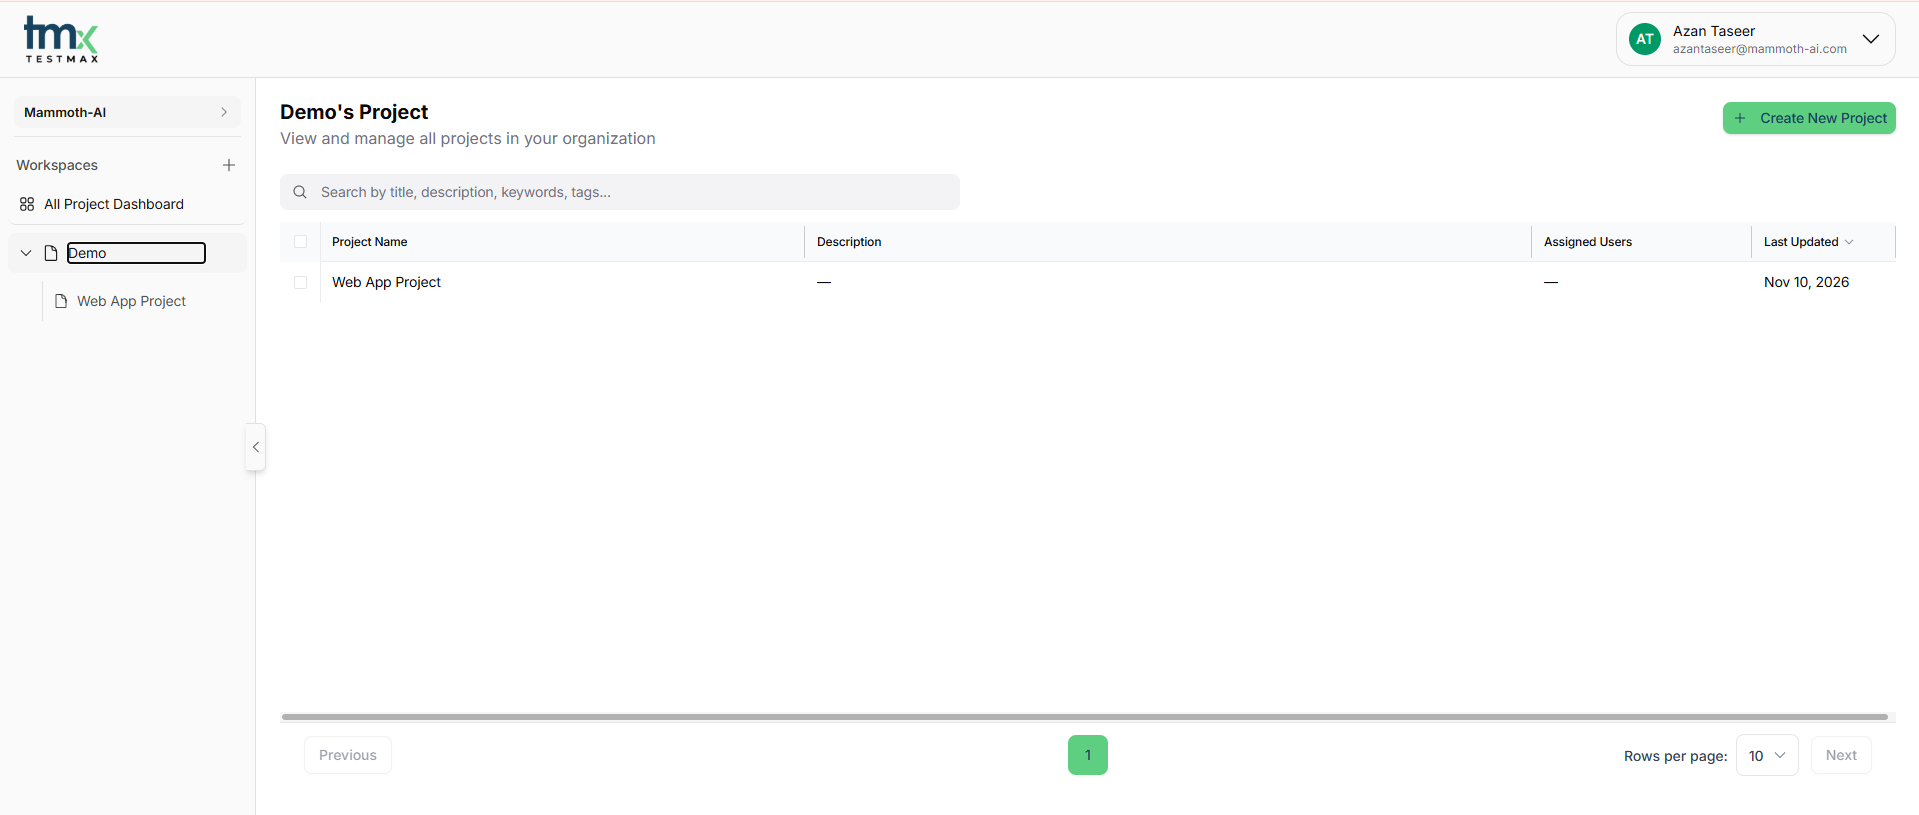 tmx
TESTMAX
AT
Azan Taseer
azantaseer@mammoth-ai.com
Mammoth-AI
Workspaces
All Project Dashboard
Demo
Web App Project
Demo's Project
View and manage all projects in your organization
+ Create New Project
Search by title, description, keywords, tags...
Project Name Description Assigned Users Last Updated
Web App Project — — Nov 10, 2026
Previous 1 Rows per page: 10 Next